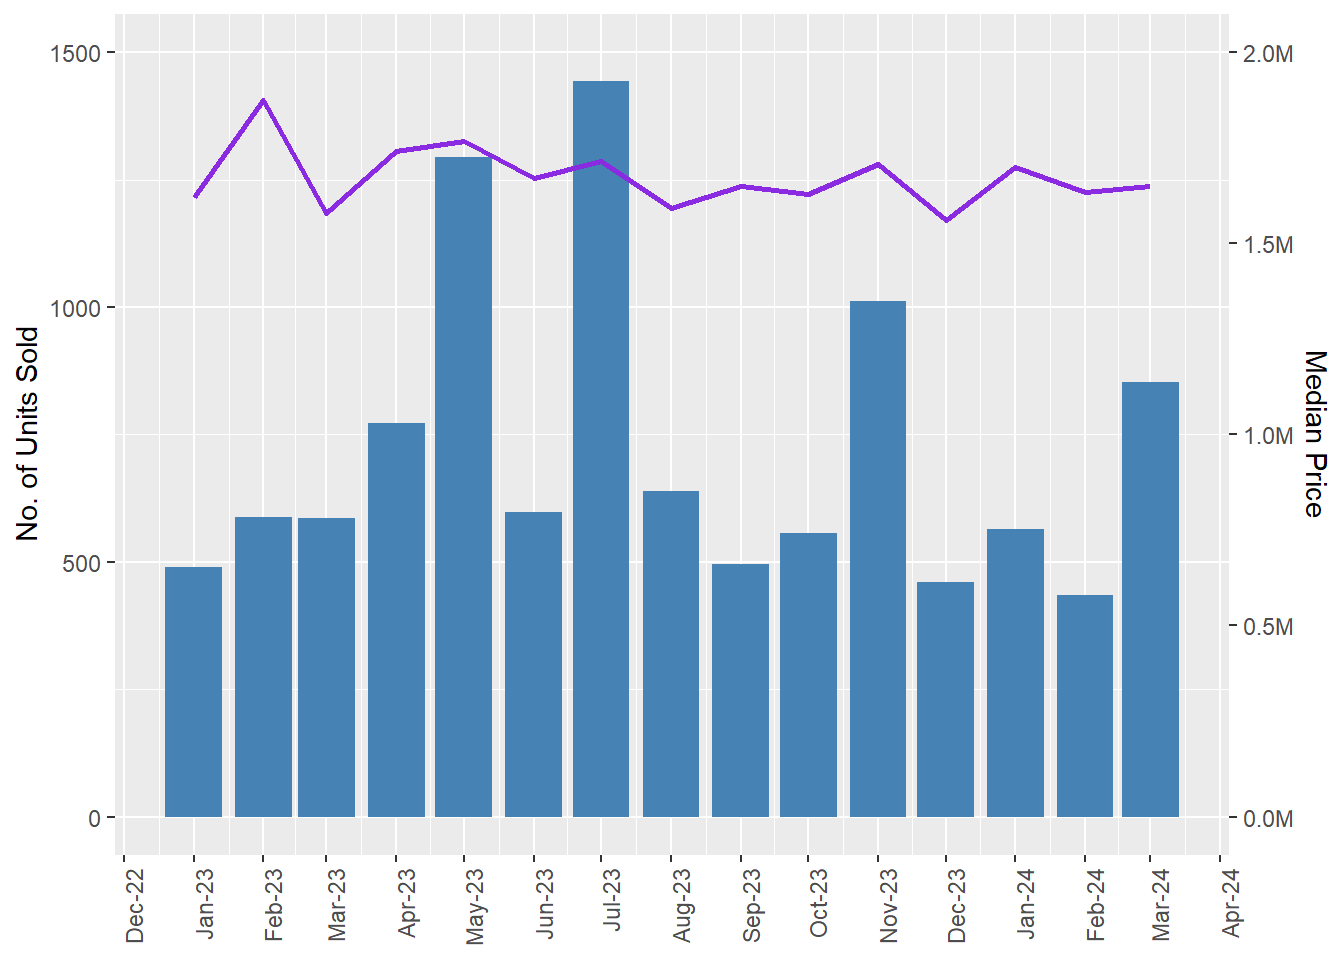 1500
1000
500
0
No. of Units Sold
2.0M
1.5M
1.0M
0.5M
0.0M
Median Price
Dec-22
Jan-23
Feb-23
Mar-23
Apr-23
May-23
Jun-23
Jul-23
Aug-23
Sep-23
Oct-23
Nov-23
Dec-23
Jan-24
Feb-24
Mar-24
Apr-24